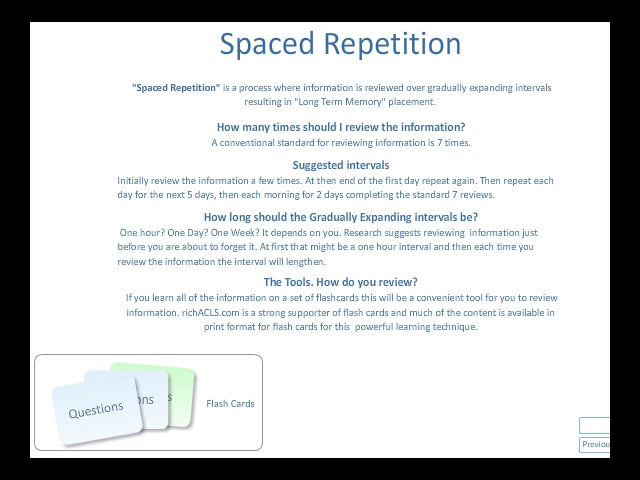 Spaced Repetition
"Spaced Repetition" is a process where information is reviewed over gradually expanding intervals
resulting in "Long Term Memory" placement.
How many times should I review the information?
A conventional standard for reviewing information is 7 times.
Suggested intervals
Initially review the information a few times. At then end of the first day repeat again. Then repeat each
day for the next 5 days, then each morning for 2 days completing the standard 7 reviews.
How long should the Gradually Expanding intervals be?
One hour? One Day? One Week? It depends on you. Research suggests reviewing information just
before you are about to forget it. At first that might be a one hour interval and then each time you
review the information the interval will lengthen.
The Tools. How do you review?
If you learn all of the information on a set of flashcards this will be a convenient tool for you to review
information. richACLS.com is a strong supporter of flash cards and much of the content is available in
print format for flash cards for this powerful learning technique.
Questions
ns
s
Flash Cards
Previou